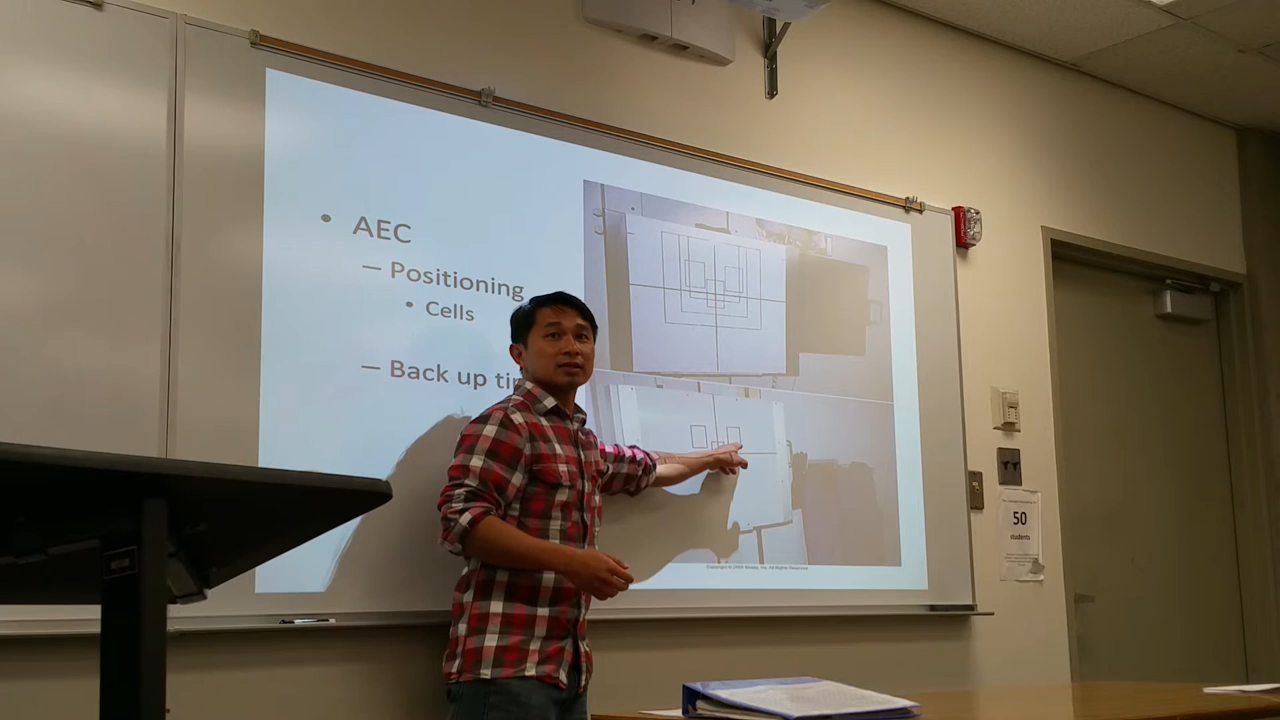 • AEC
– Positioning
• Cells
– Back up ti
50
students